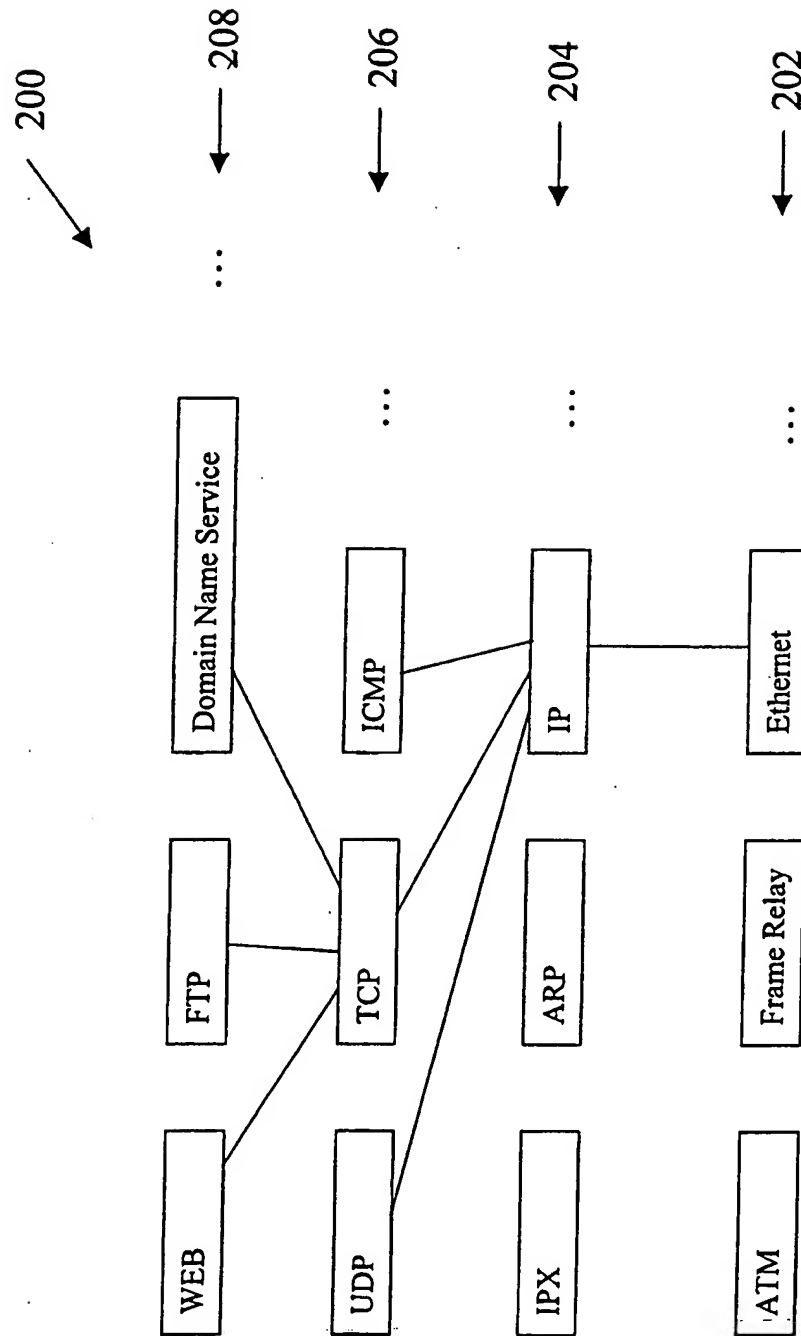 200
WEB FTP Domain Name Service ... 208
UDP TCP ICMP ... 206
IPX ARP IP ... 204
ATM Frame Relay Ethernet ... 202